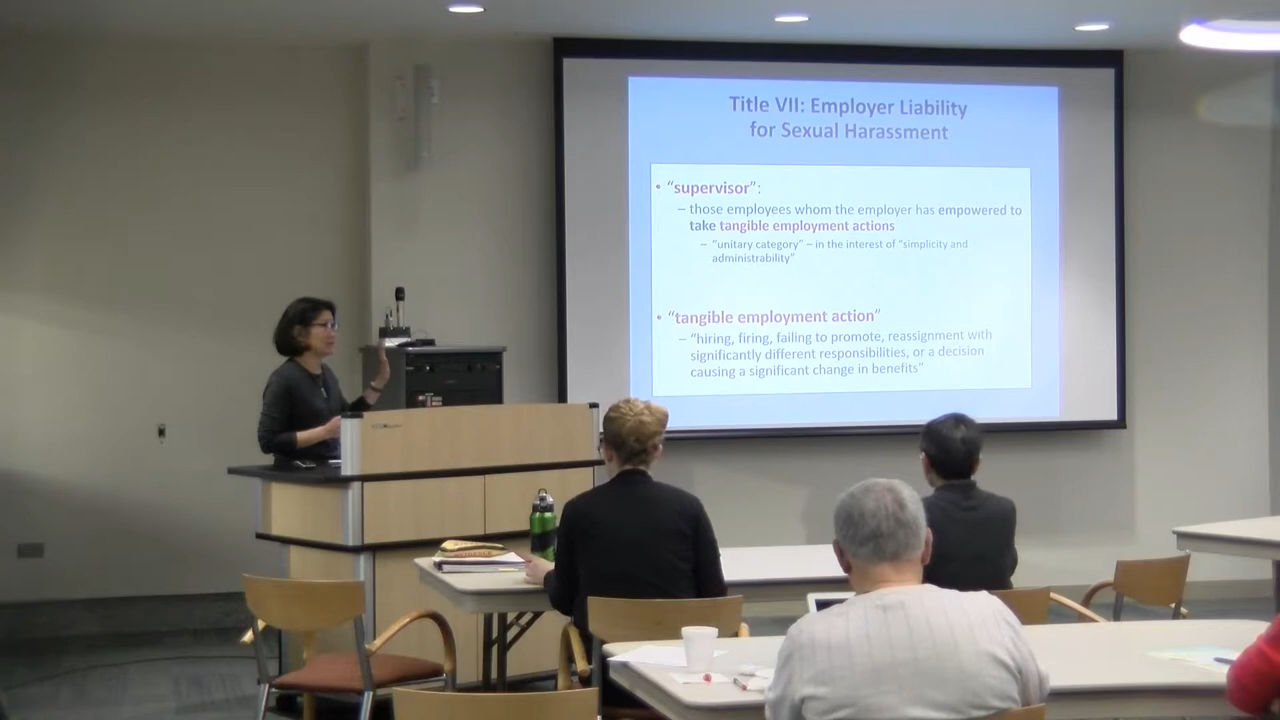 Title VII: Employer Liability
for Sexual Harassment
• “supervisor”:
– those employees whom the employer has empowered to
take tangible employment actions
– “unitary category” – in the interest of “simplicity and
administrability”
• “tangible employment action”
– “hiring, firing, failing to promote, reassignment with
significantly different responsibilities, or a decision
causing a significant change in benefits”